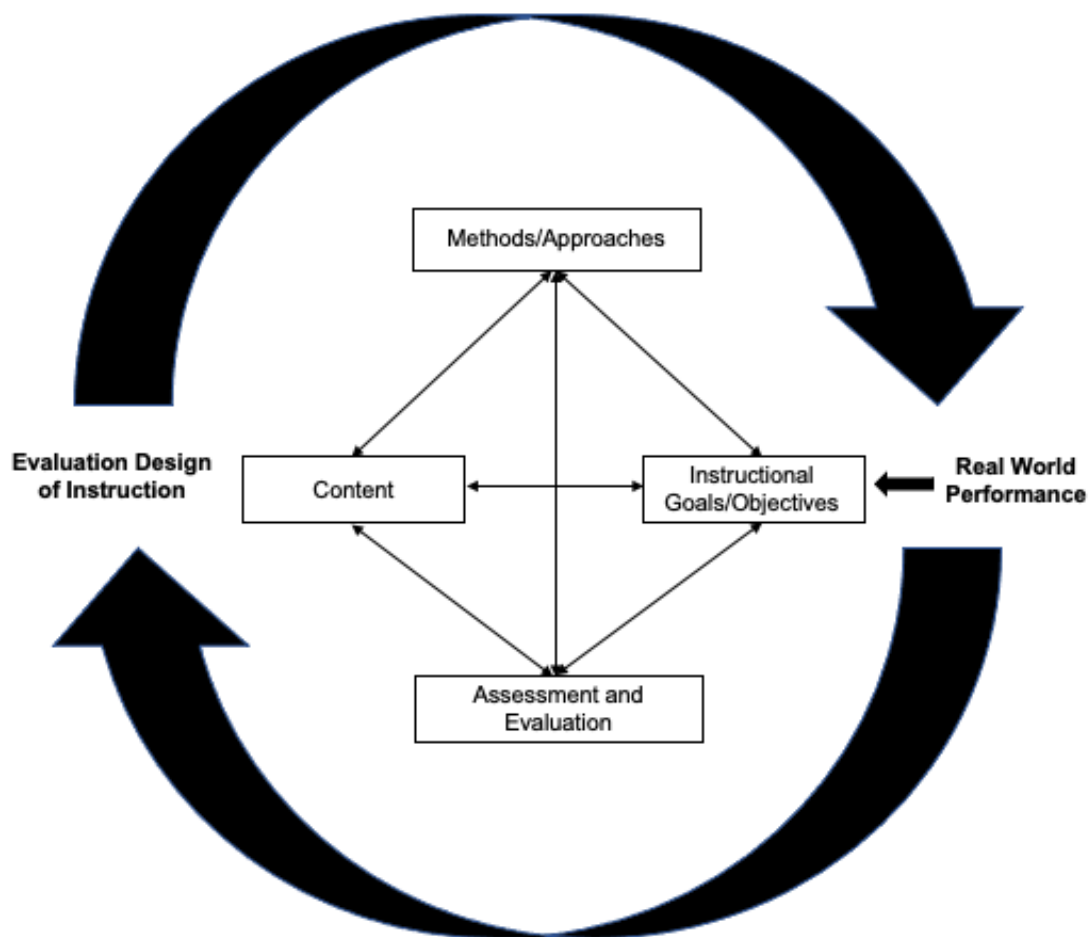 Methods/Approaches
Evaluation Design
of Instruction
Content
Instructional
Goals/Objectives
Real World
Performance
Assessment and
Evaluation